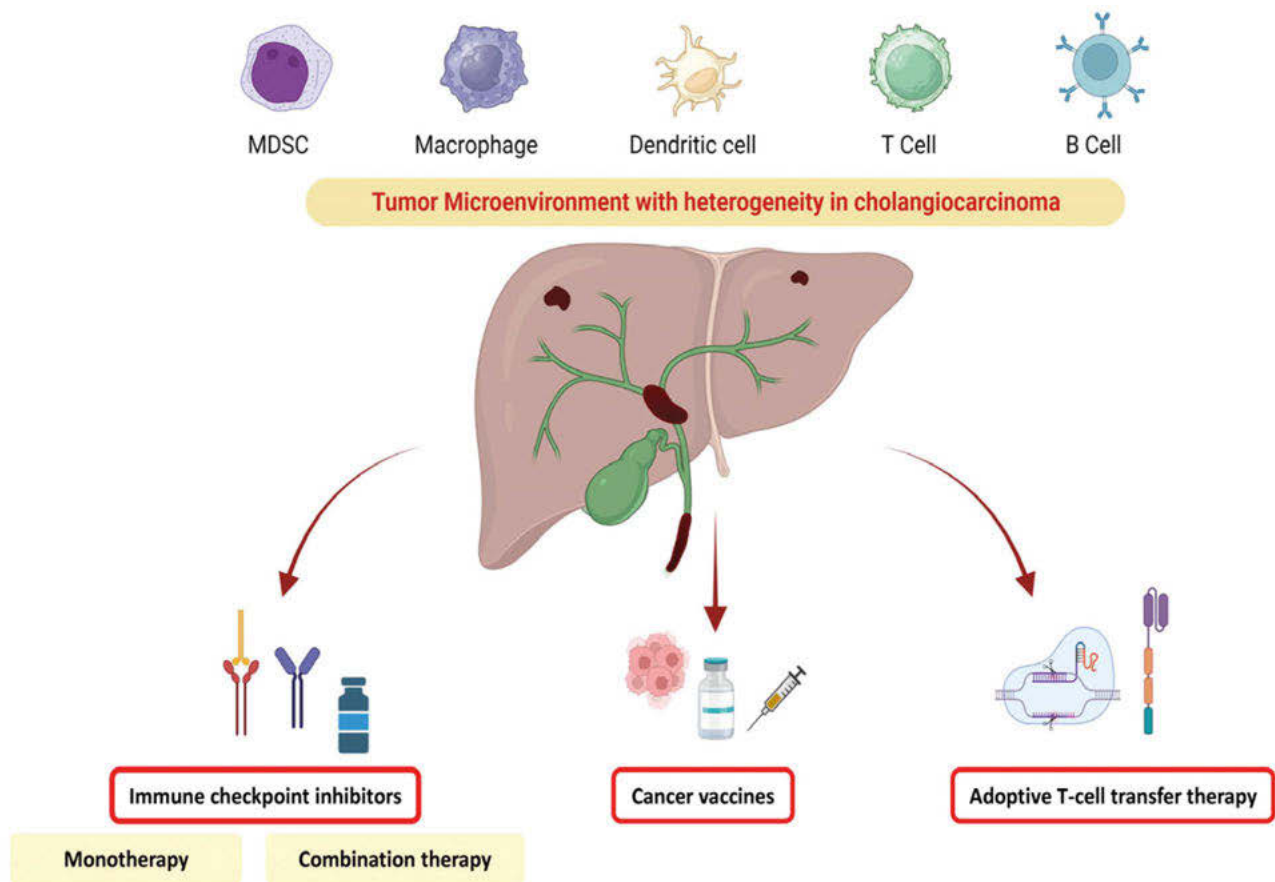 MDSC
Macrophage
Dendritic cell
T Cell
B Cell
Tumor Microenvironment with heterogeneity in cholangiocarcinoma
Immune checkpoint inhibitors
Cancer vaccines
Adoptive T-cell transfer therapy
Monotherapy
Combination therapy